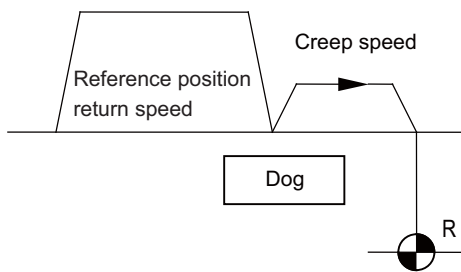 Creep speed
Reference position
return speed
Dog
R